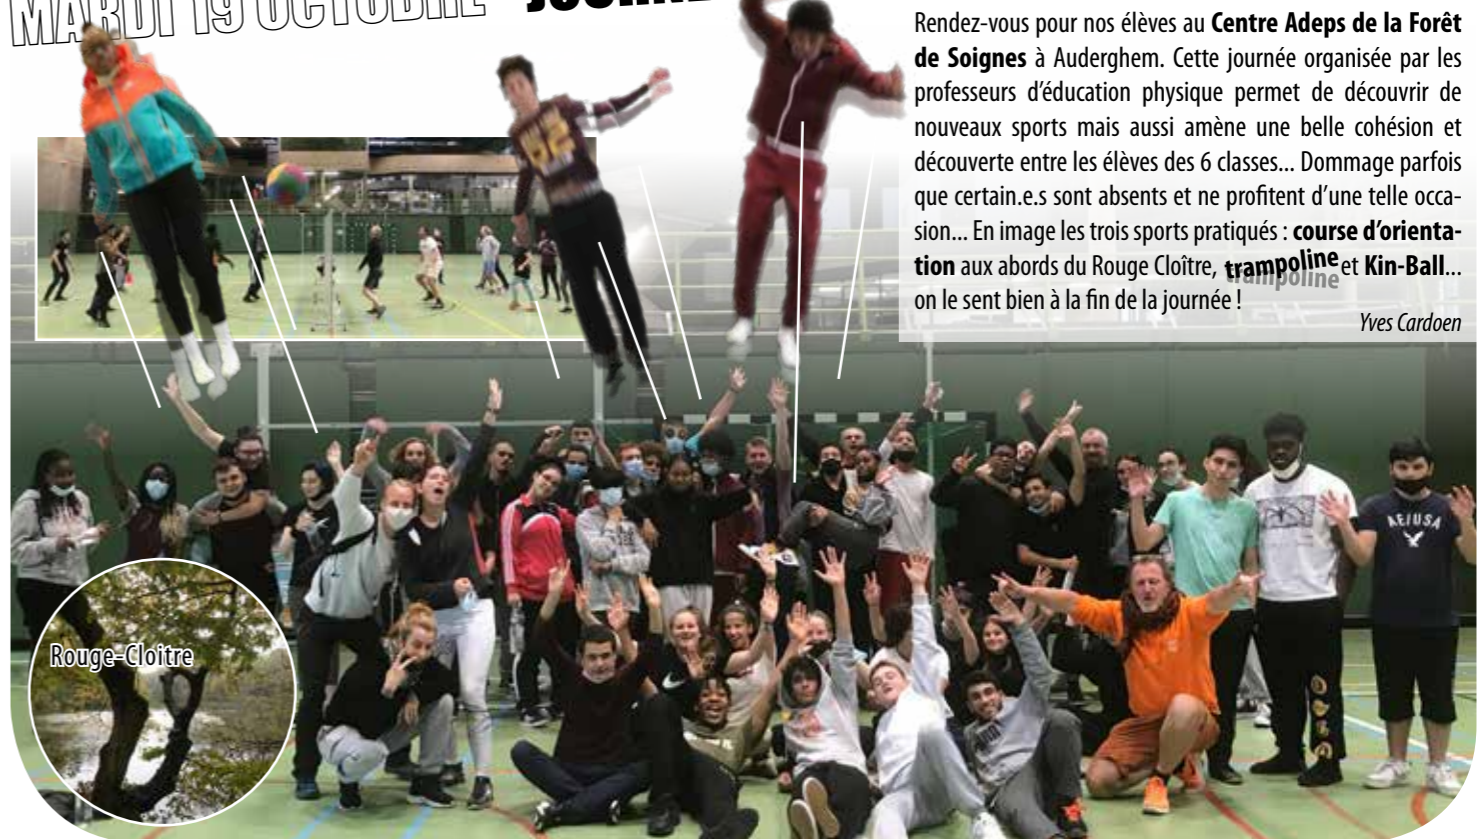 MARDI 19 OCTOBRE
Rendez-vous pour nos élèves au Centre Adeps de la Forêt
de Soignes à Auderghem. Cette journée organisée par les
professeurs d'éducation physique permet de découvrir de
nouveaux sports mais aussi amène une belle cohésion et
découverte entre les élèves des 6 classes... Dommage parfois
que certain.e.s sont absents et ne profitent d'une telle occa-
sion... En image les trois sports pratiqués : course d'orienta-
tion aux abords du Rouge Cloître, trampoline et Kin-Ball...
on le sent bien à la fin de la journée !
Yves Cardoen
Rouge-Cloitre